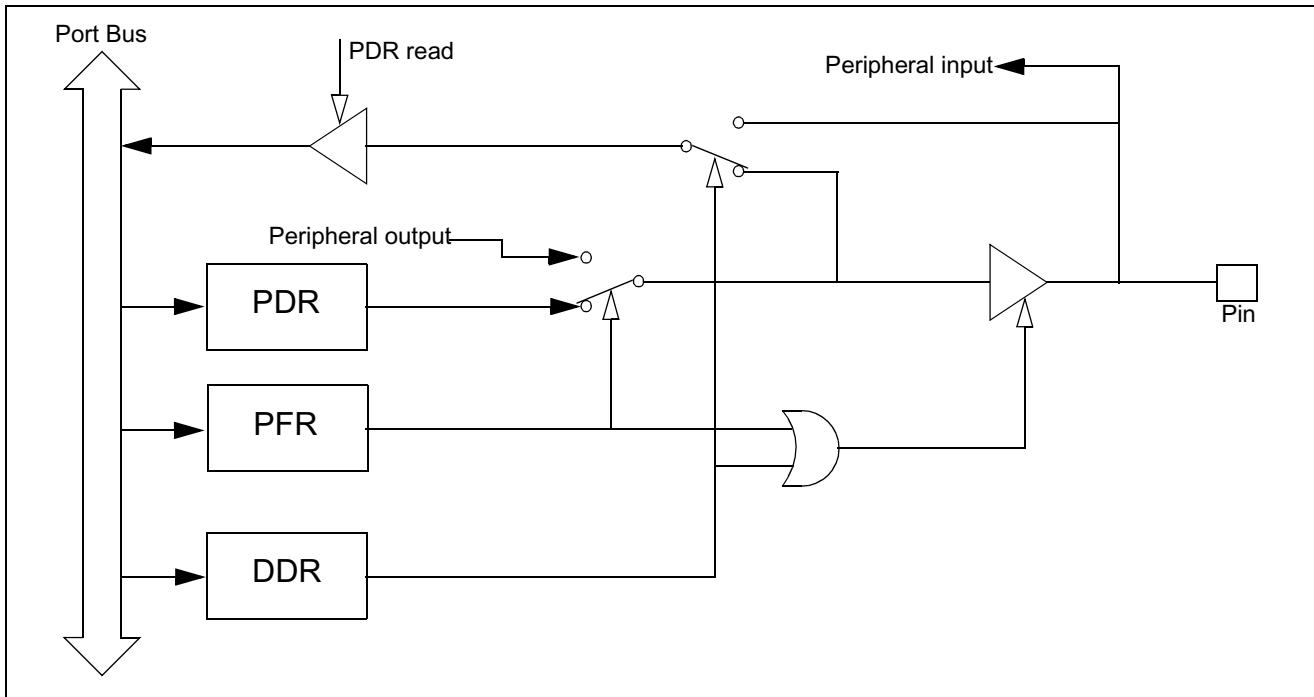 Port Bus
PDR read
Peripheral input
Peripheral output
PDR
Pin
PFR
DDR